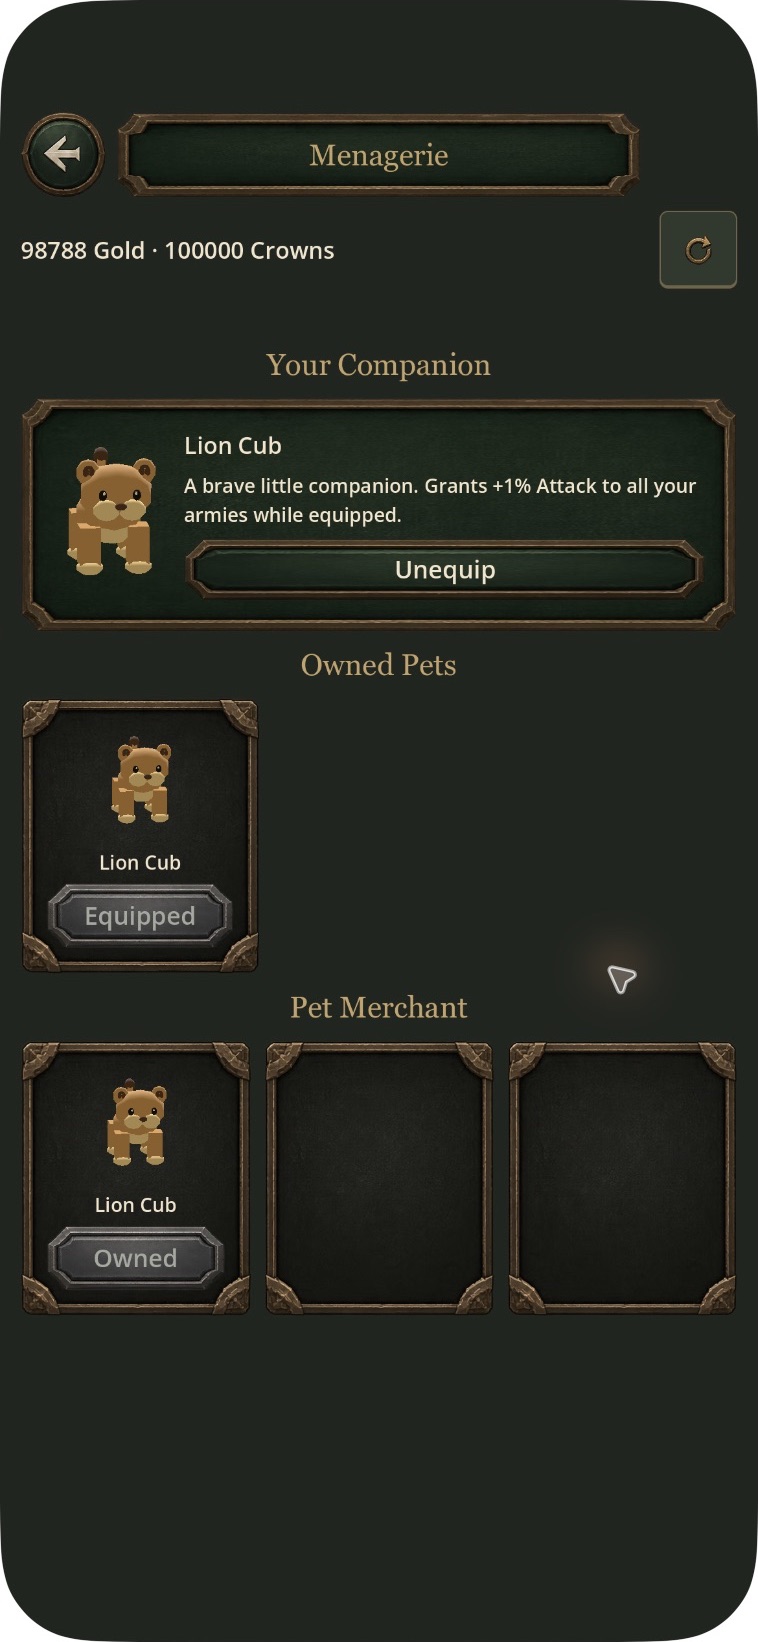 Menagerie
98788 Gold · 100000 Crowns
Your Companion
Lion Cub
A brave little companion. Grants +1% Attack to all your
armies while equipped.
Unequip
Owned Pets
Lion Cub
Equipped
Pet Merchant
Lion Cub
Owned